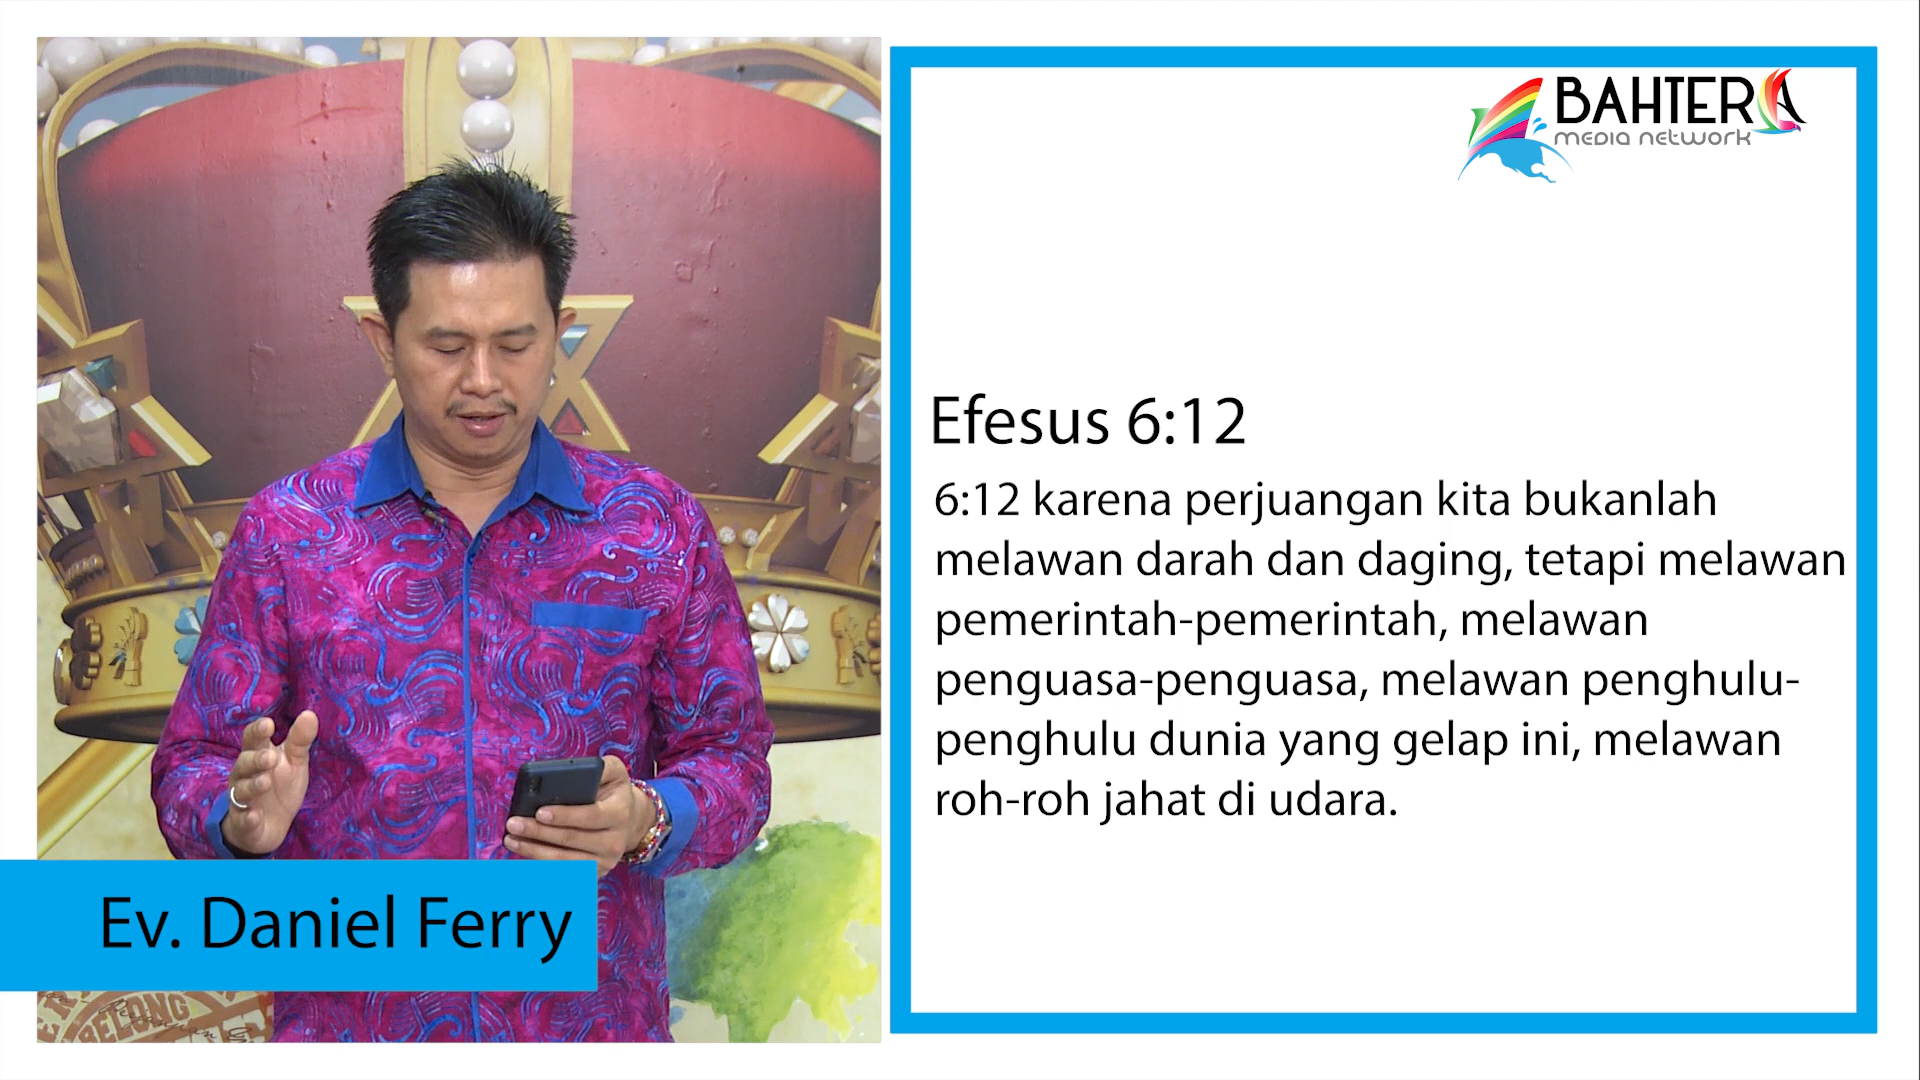 BAHTERA
media network
Efesus 6:12
6:12 karena perjuangan kita bukanlah
melawan darah dan daging, tetapi melawan
pemerintah-pemerintah, melawan
penguasa-penguasa, melawan penghulu-
penghulu dunia yang gelap ini, melawan
roh-roh jahat di udara.
Ev. Daniel Ferry
BELONG